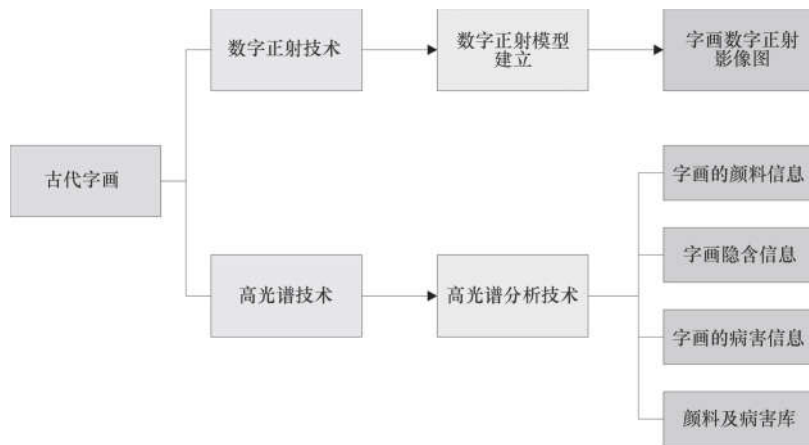 数字正射技术
数字正射模型
建立
字画数字正射
影像图
古代字画
字画的颜料信息
字画隐含信息
高光谱技术
高光谱分析技术
字画的病害信息
颜料及病害库